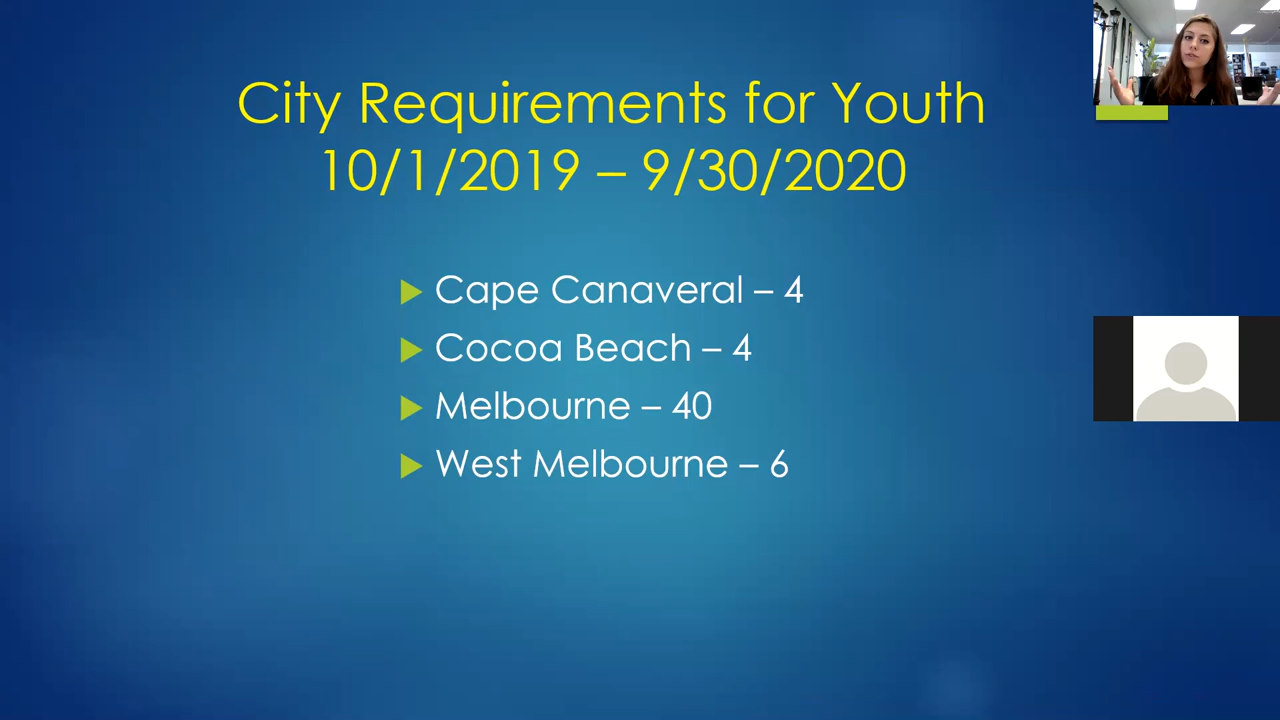 City Requirements for Youth
10/1/2019 – 9/30/2020
Cape Canaveral – 4
Cocoa Beach – 4
Melbourne – 40
West Melbourne – 6